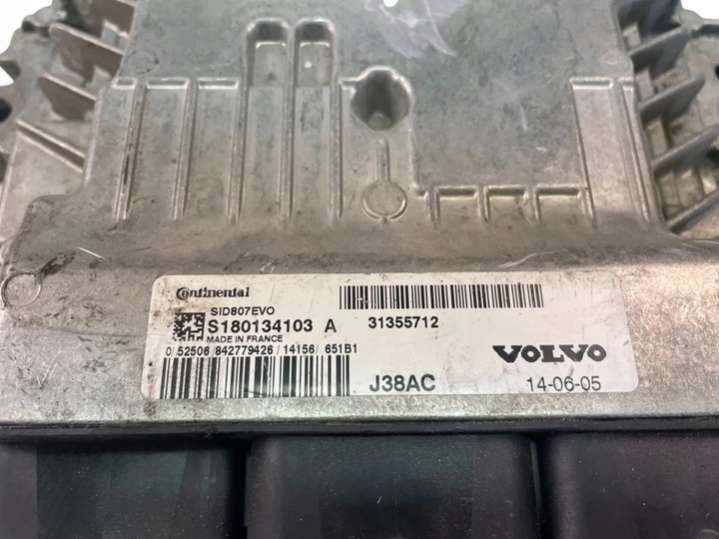 Continental
SID807EVO
S180134103 A
31355712
MADE IN FRANCE
0/52506/842779426/14156/651B1
VOLVO
J38AC
14-06-05